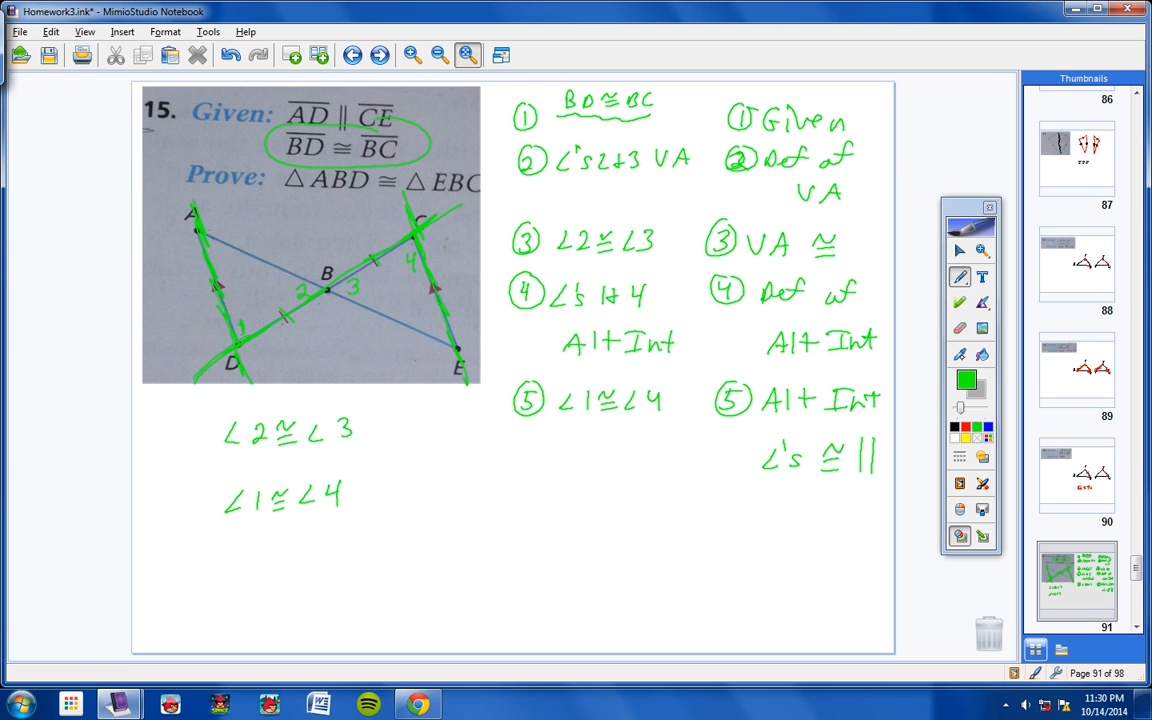 Homework3.ink* - MimioStudio Notebook
File Edit View Insert Format Tools Help
Thumbnails
15. Given: AD ∥ CE
BD ≅ BC
Prove: △ABD ≅ △EBC
A
C
B
D
E
1
2
3
4
∠2 ≅ ∠3
∠1 ≅ ∠4
① BD ≅ BC ① Given
② ∠'s 2+3 VA ② Def of
VA
③ ∠2 ≅ ∠3 ③ VA ≅
④ ∠'s 1+4 ④ Def of
Alt Int Alt Int
⑤ ∠1 ≅ ∠4 ⑤ Alt Int
∠'s ≅ ||
T
86
87
88
89
90
91
Page 91 of 98
11:30 PM
10/14/2014